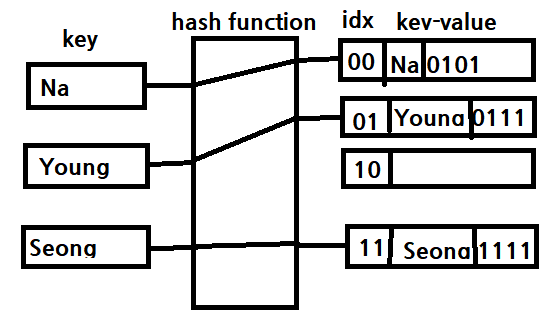 hash function
key
idx
key-value
Na
00 Na 0101
Young
01 Young 0111
10
Seong
11 Seong 1111